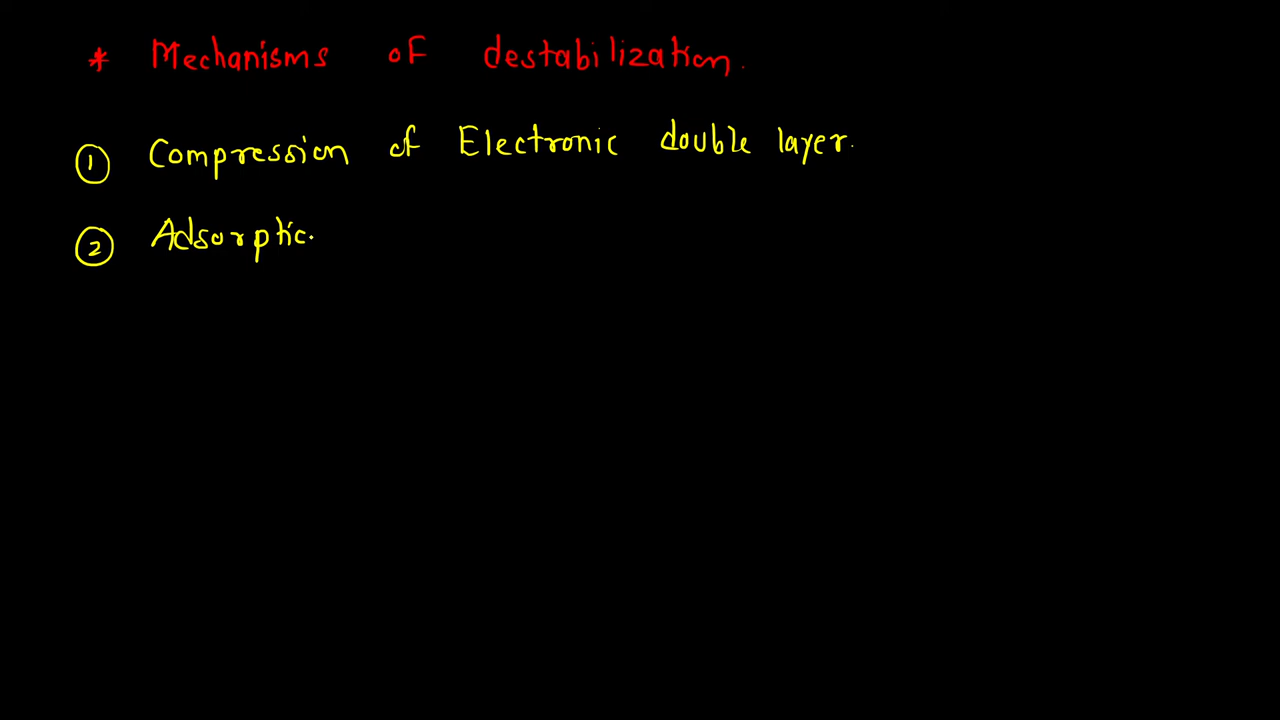 * Mechanisms of destabilization.
① Compression of Electronic double layer.
② Adsorptic.